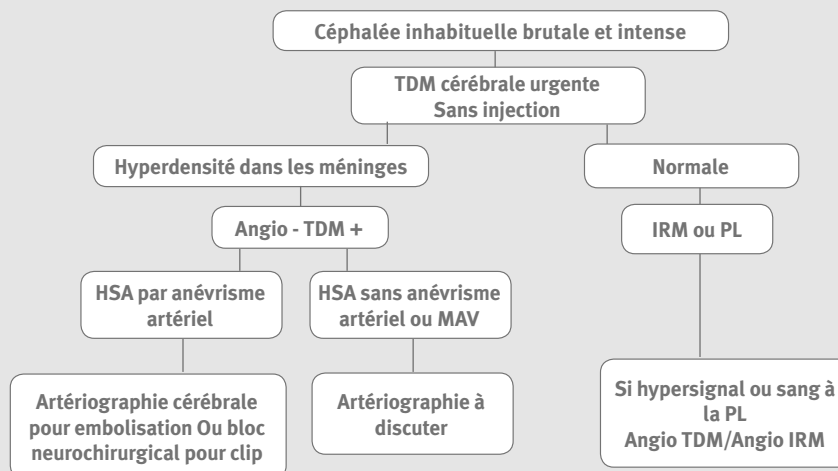 Céphalée inhabituelle brutale et intense
TDM cérébrale urgente
Sans injection
Hyperdensité dans les méninges
Normale
Angio - TDM +
IRM ou PL
HSA par anévrisme
artériel
HSA sans anévrisme
artériel ou MAV
Artériographie cérébrale
pour embolisation Ou bloc
neurochirurgical pour clip
Artériographie à
discuter
Si hypersignal ou sang à
la PL
Angio TDM/Angio IRM